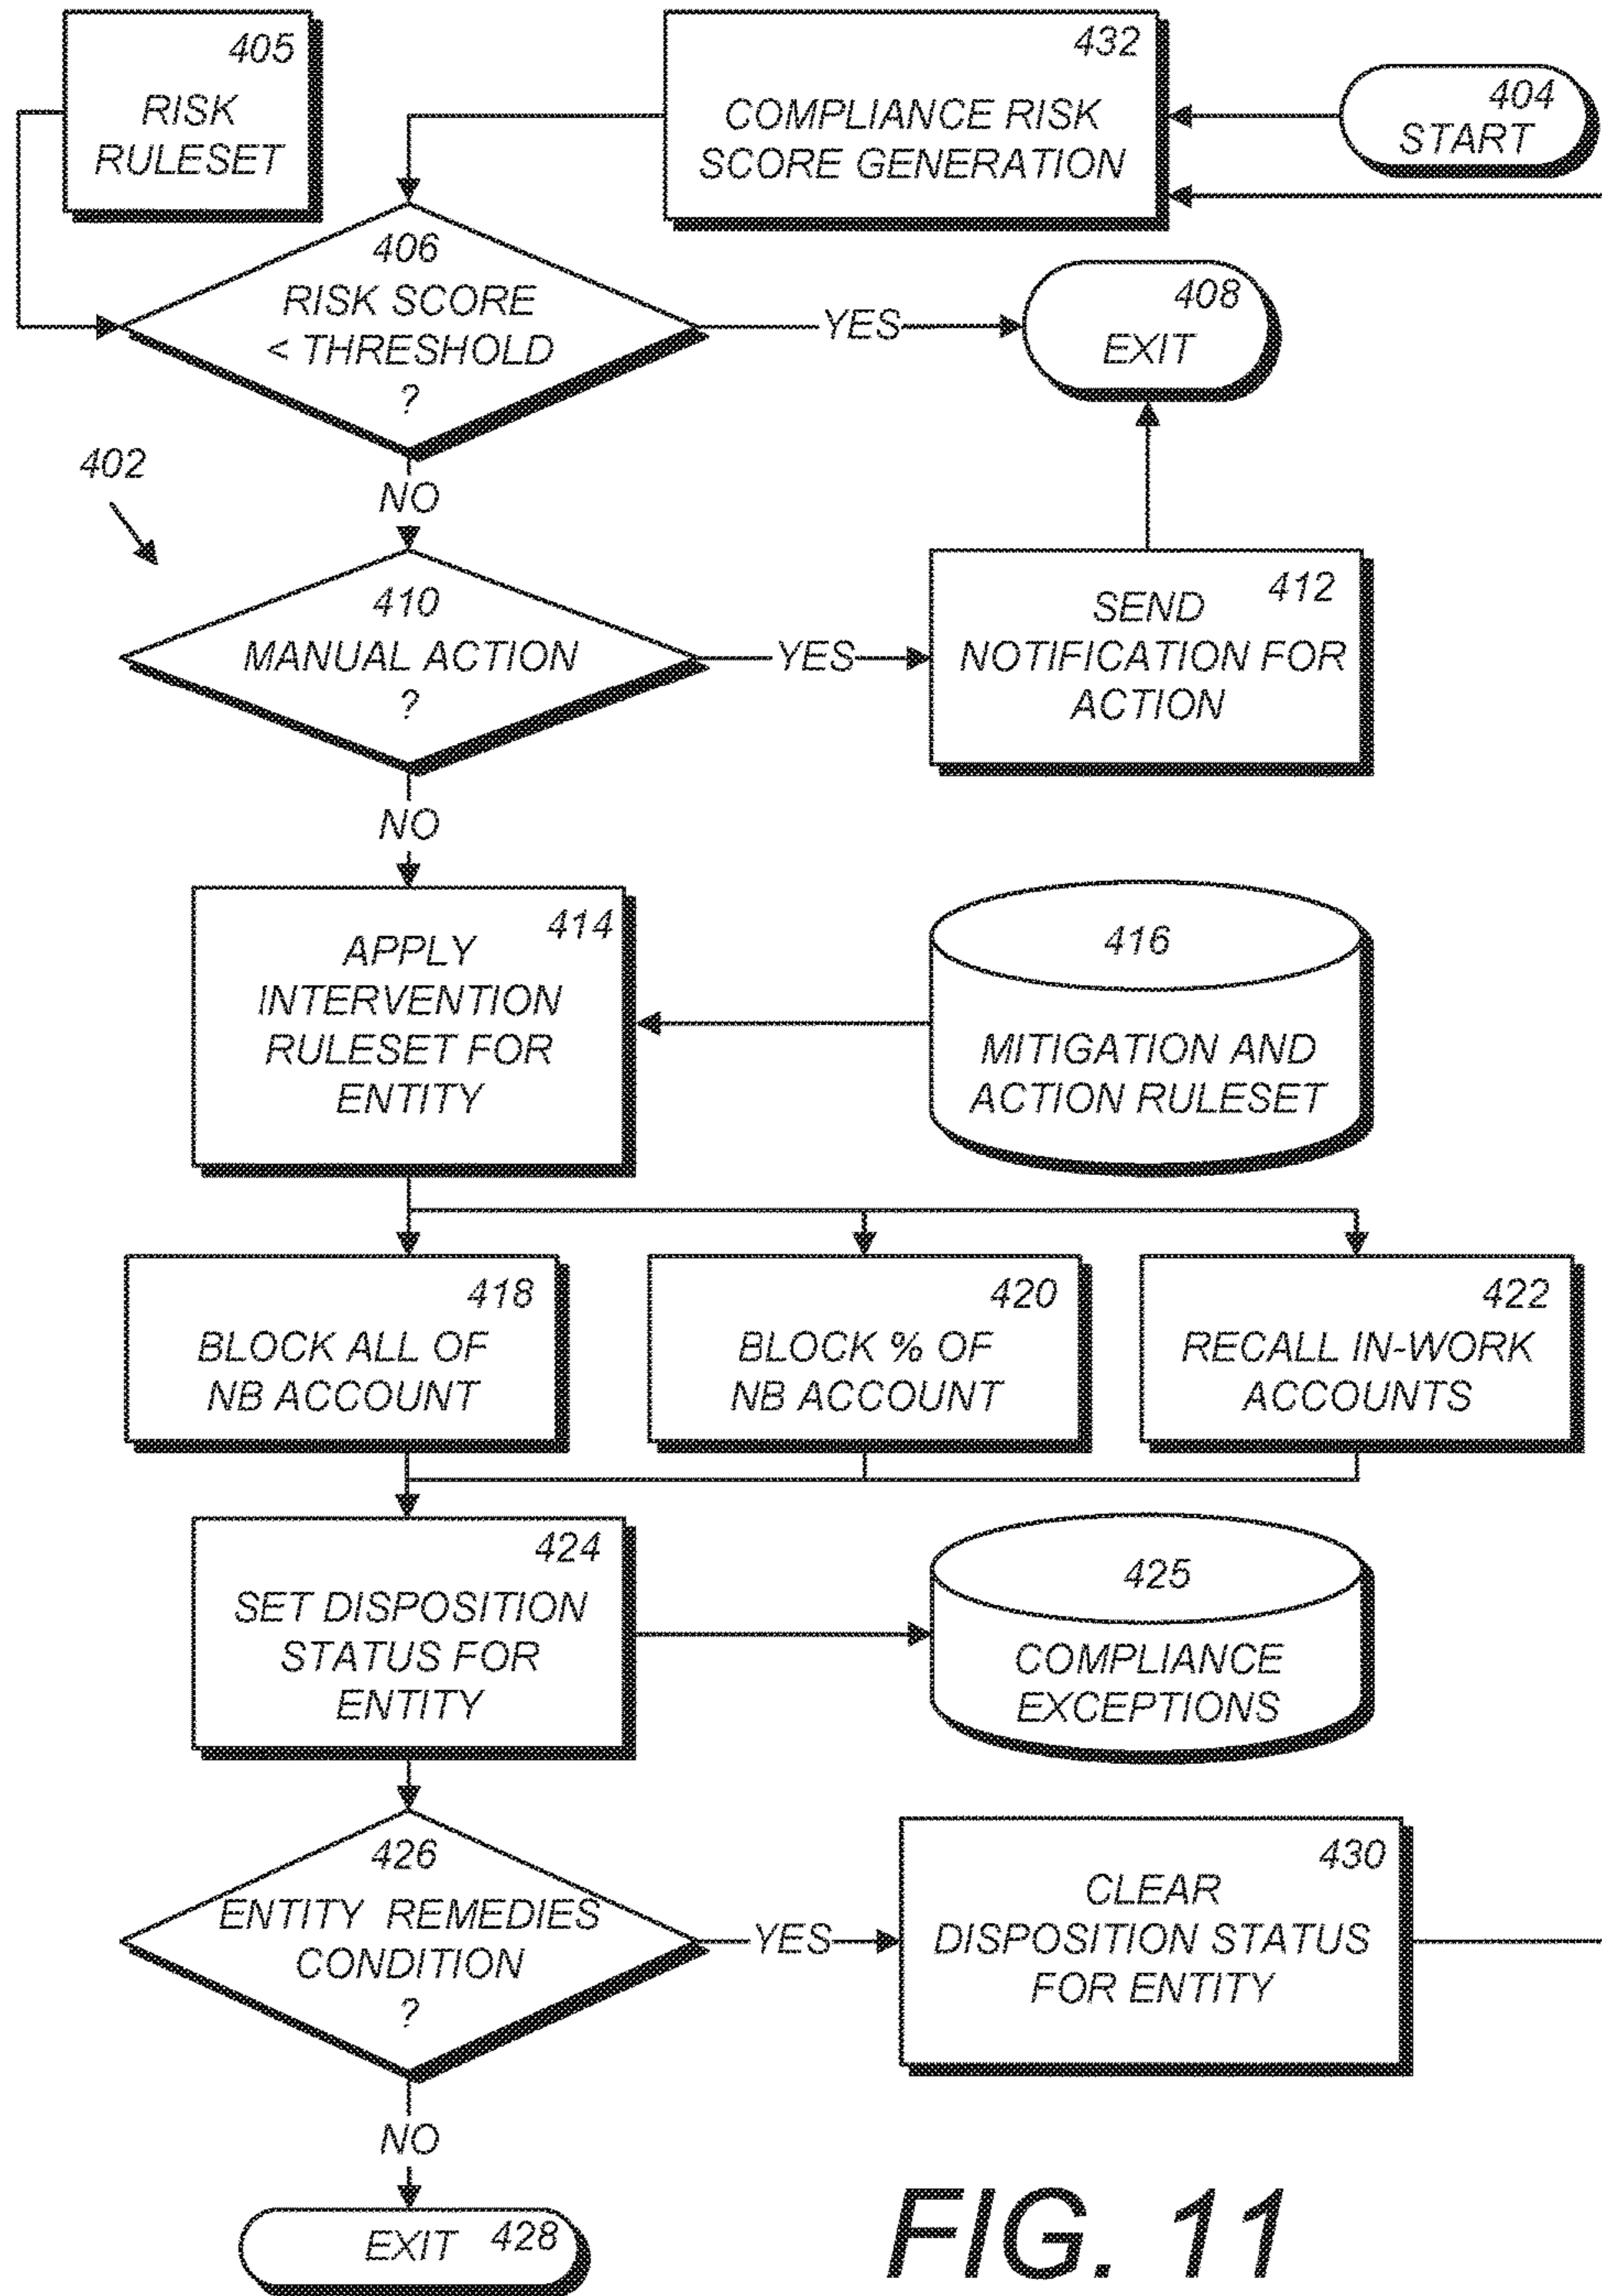 405
RISK
RULESET
432
COMPLIANCE RISK
SCORE GENERATION
404
START
406
RISK SCORE
< THRESHOLD
?
YES
408
EXIT
402
NO
410
MANUAL ACTION
?
YES
412
SEND
NOTIFICATION FOR
ACTION
NO
414
APPLY
INTERVENTION
RULESET FOR
ENTITY
416
MITIGATION AND
ACTION RULESET
418
BLOCK ALL OF
NB ACCOUNT
420
BLOCK % OF
NB ACCOUNT
422
RECALL IN-WORK
ACCOUNTS
424
SET DISPOSITION
STATUS FOR
ENTITY
425
COMPLIANCE
EXCEPTIONS
426
ENTITY REMEDIES
CONDITION
?
YES
430
CLEAR
DISPOSITION STATUS
FOR ENTITY
NO
EXIT 428
FIG. 11